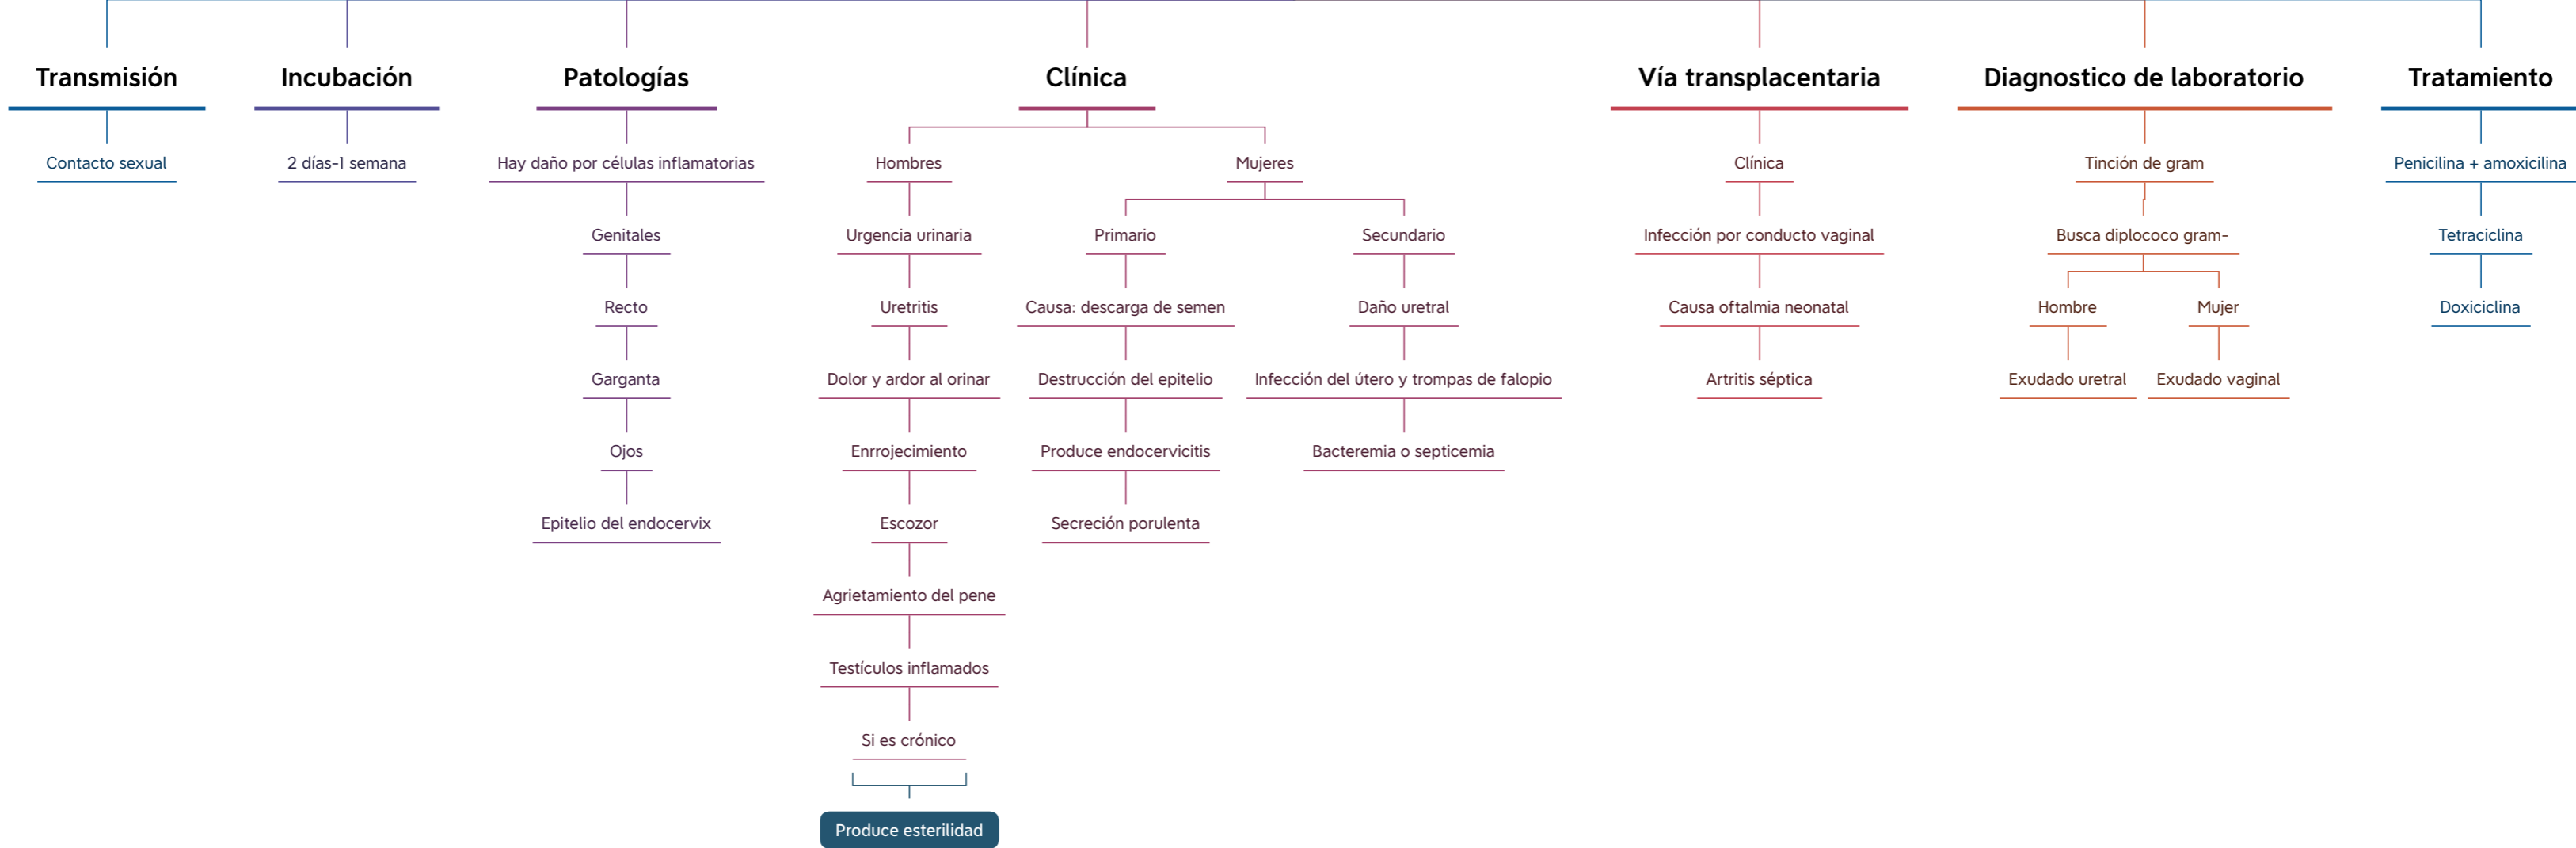 Transmisión
Contacto sexual
Incubación
2 días-1 semana
Patologías
Hay daño por células inflamatorias
Genitales
Recto
Garganta
Ojos
Epitelio del endocervix
Clínica
Hombres
Urgencia urinaria
Uretritis
Dolor y ardor al orinar
Enrrojecimiento
Escozor
Agrietamiento del pene
Testículos inflamados
Si es crónico
Produce esterilidad
Mujeres
Primario
Causa: descarga de semen
Destrucción del epitelio
Produce endocervicitis
Secreción porulenta
Secundario
Daño uretral
Infección del útero y trompas de falopio
Bacteremia o septicemia
Vía transplacentaria
Clínica
Infección por conducto vaginal
Causa oftalmia neonatal
Artritis séptica
Diagnostico de laboratorio
Tinción de gram
Busca diplococo gram-
Hombre
Exudado uretral
Mujer
Exudado vaginal
Tratamiento
Penicilina + amoxicilina
Tetraciclina
Doxiciclina